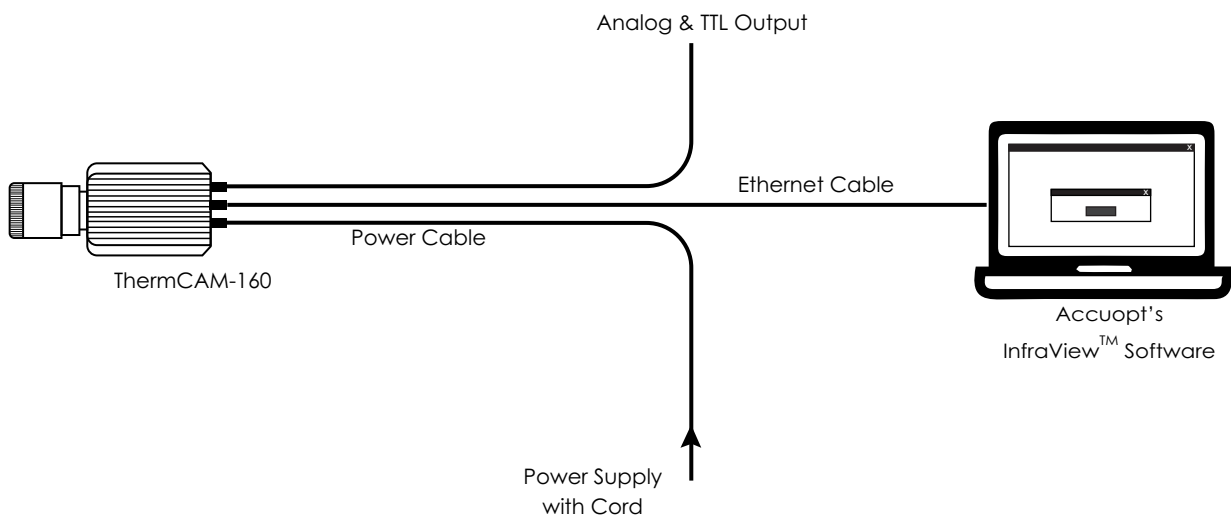 Analog & TTL Output
Ethernet Cable
Power Cable
ThermCAM-160
X
X
Accuopt's
InfraView™ Software
Power Supply
with Cord